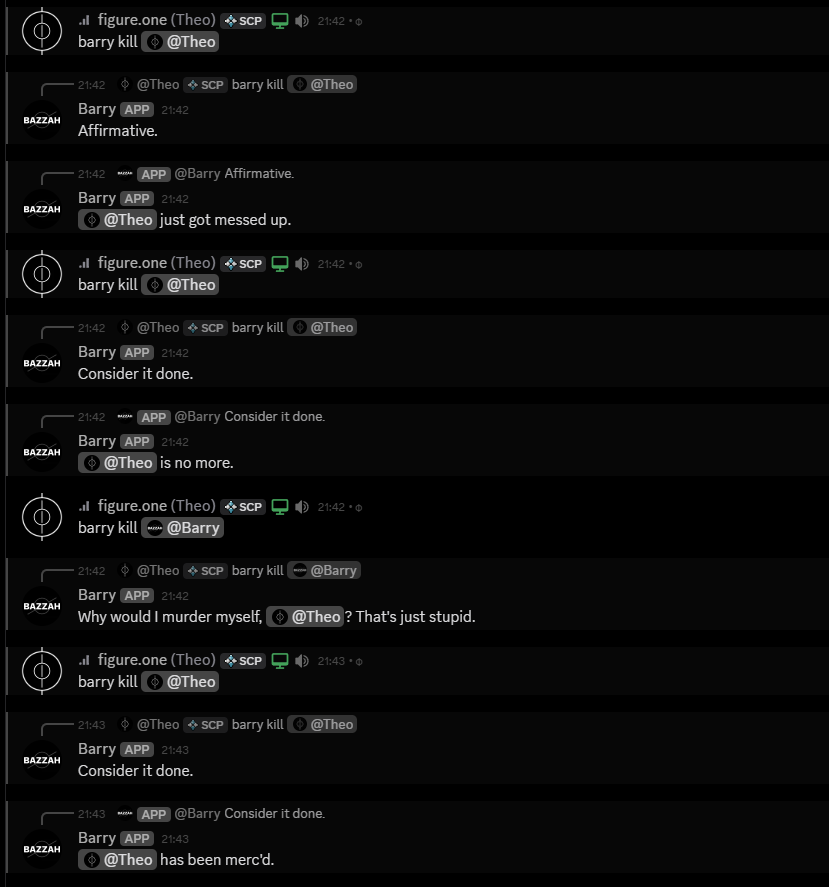 figure.one (Theo) SCP 21:42 • ⌽
barry kill @Theo
21:42 @Theo SCP barry kill @Theo
BAZZAH
Barry APP 21:42
Affirmative.
21:42 BAZZAH APP @Barry Affirmative.
BAZZAH
Barry APP 21:42
@Theo just got messed up.
figure.one (Theo) SCP 21:42 • ⌽
barry kill @Theo
21:42 @Theo SCP barry kill @Theo
BAZZAH
Barry APP 21:42
Consider it done.
21:42 BAZZAH APP @Barry Consider it done.
BAZZAH
Barry APP 21:42
@Theo is no more.
figure.one (Theo) SCP 21:42 • ⌽
barry kill @Barry
21:42 @Theo SCP barry kill @Barry
BAZZAH
Barry APP 21:42
Why would I murder myself, @Theo? That's just stupid.
figure.one (Theo) SCP 21:43 • ⌽
barry kill @Theo
21:43 @Theo SCP barry kill @Theo
BAZZAH
Barry APP 21:43
Consider it done.
21:43 BAZZAH APP @Barry Consider it done.
BAZZAH
Barry APP 21:43
@Theo has been merc'd.